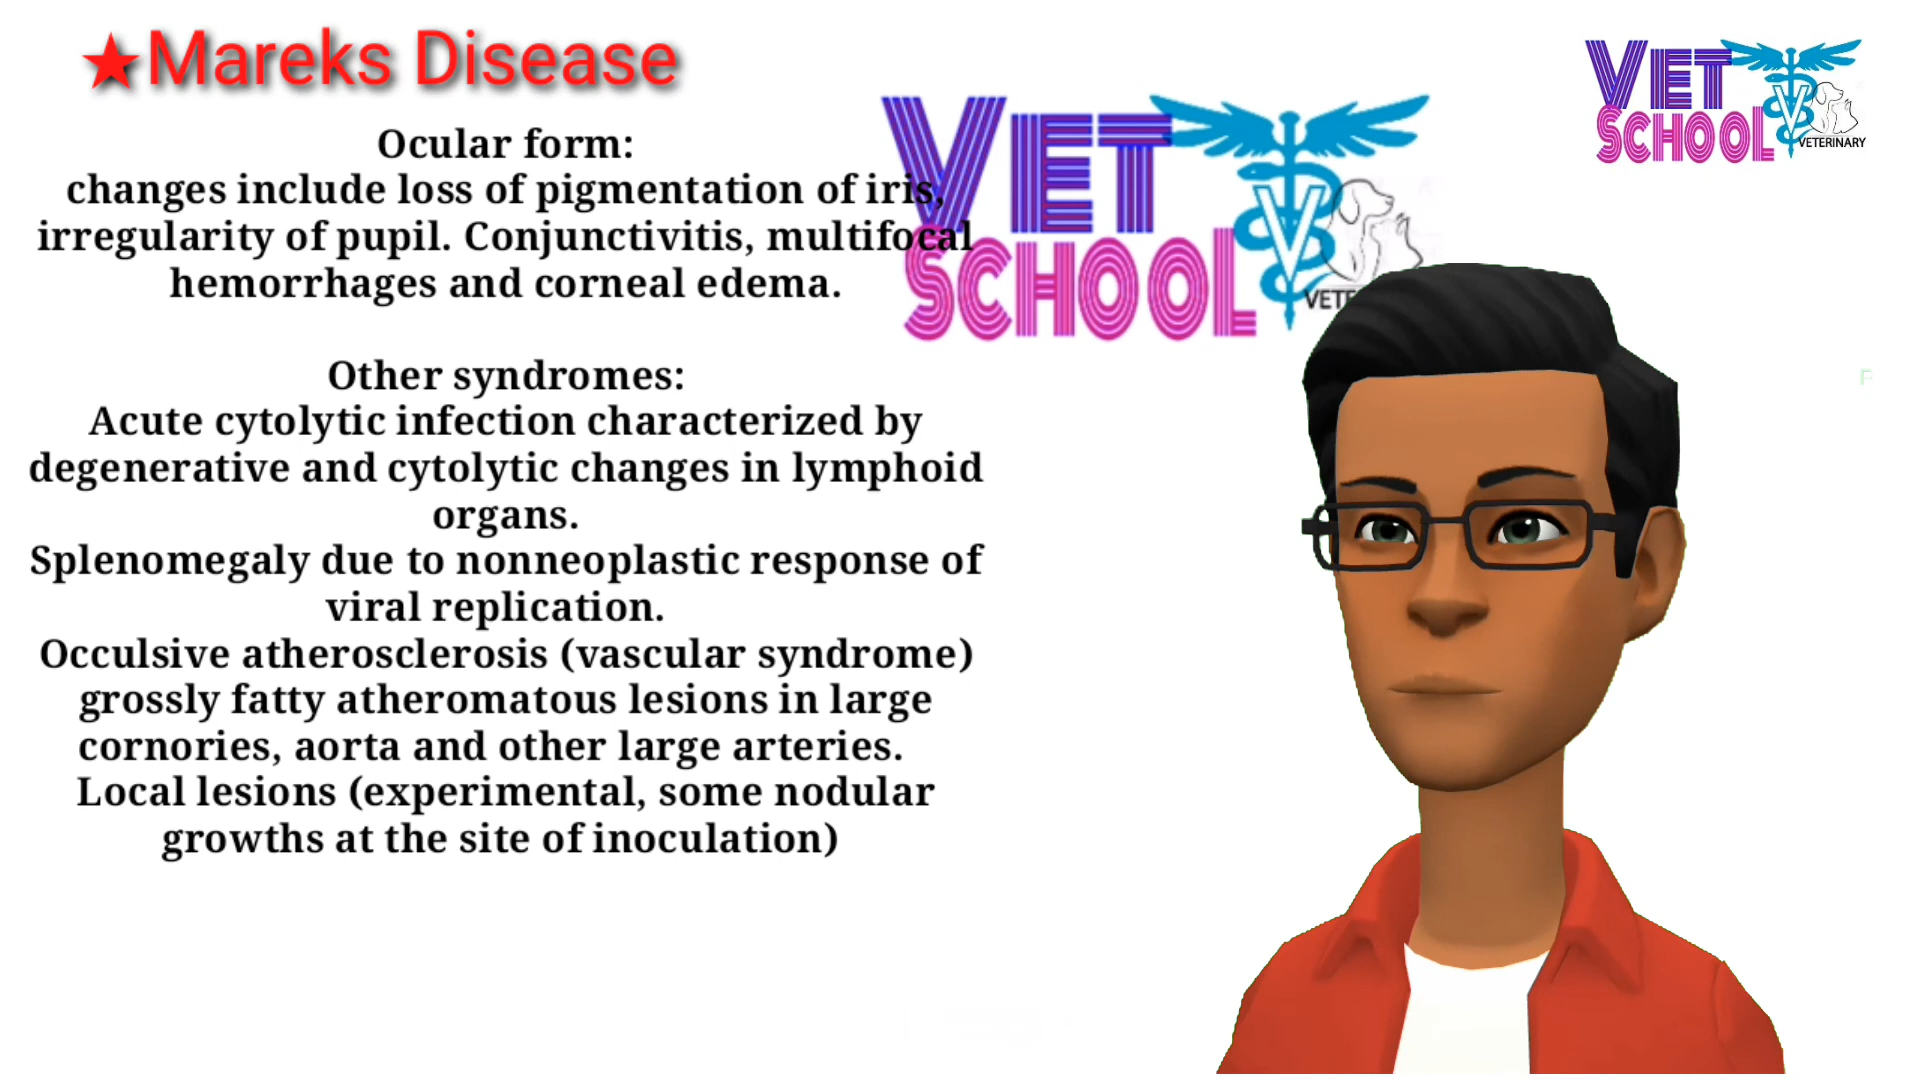 ★Mareks Disease
Ocular form:
changes include loss of pigmentation of iris,
irregularity of pupil. Conjunctivitis, multifocal
hemorrhages and corneal edema.
Other syndromes:
Acute cytolytic infection characterized by
degenerative and cytolytic changes in lymphoid
organs.
Splenomegaly due to nonneoplastic response of
viral replication.
Occulsive atherosclerosis (vascular syndrome)
grossly fatty atheromatous lesions in large
cornories, aorta and other large arteries.
Local lesions (experimental, some nodular
growths at the site of inoculation)
VET
SCHOOL
V
VET
SCHOOL
V
VETERINARY